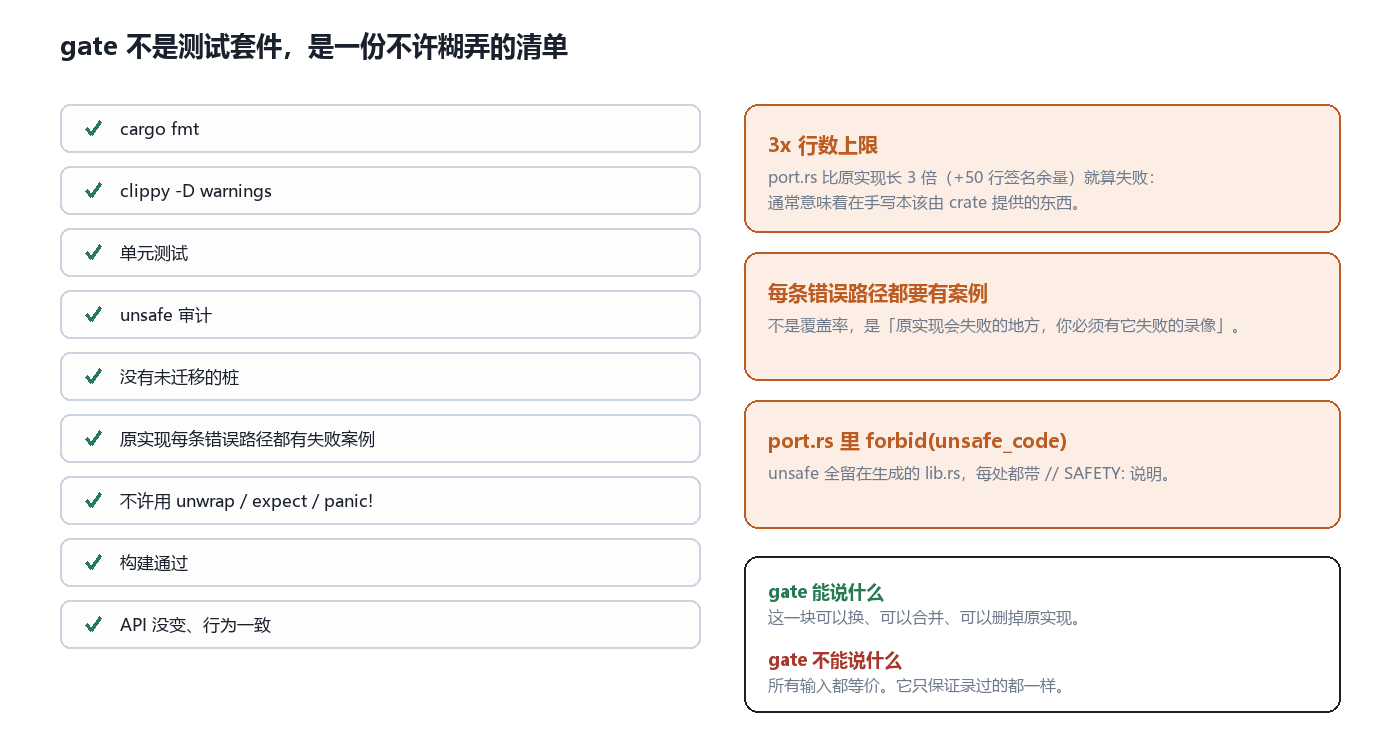 gate 不是测试套件，是一份不许糊弄的清单
cargo fmt
clippy -D warnings
单元测试
unsafe 审计
没有未迁移的桩
原实现每条错误路径都有失败案例
不许用 unwrap / expect / panic!
构建通过
API 没变、行为一致
3x 行数上限
port.rs 比原实现长 3 倍（+50 行签名余量）就算失败：
通常意味着在手写本该由 crate 提供的东西。
每条错误路径都要有案例
不是覆盖率，是「原实现会失败的地方，你必须有它失败的录像」。
port.rs 里 forbid(unsafe_code)
unsafe 全留在生成的 lib.rs，每处都带 // SAFETY: 说明。
gate 能说什么
这一块可以换、可以合并、可以删掉原实现。
gate 不能说什么
所有输入都等价。它只保证录过的都一样。